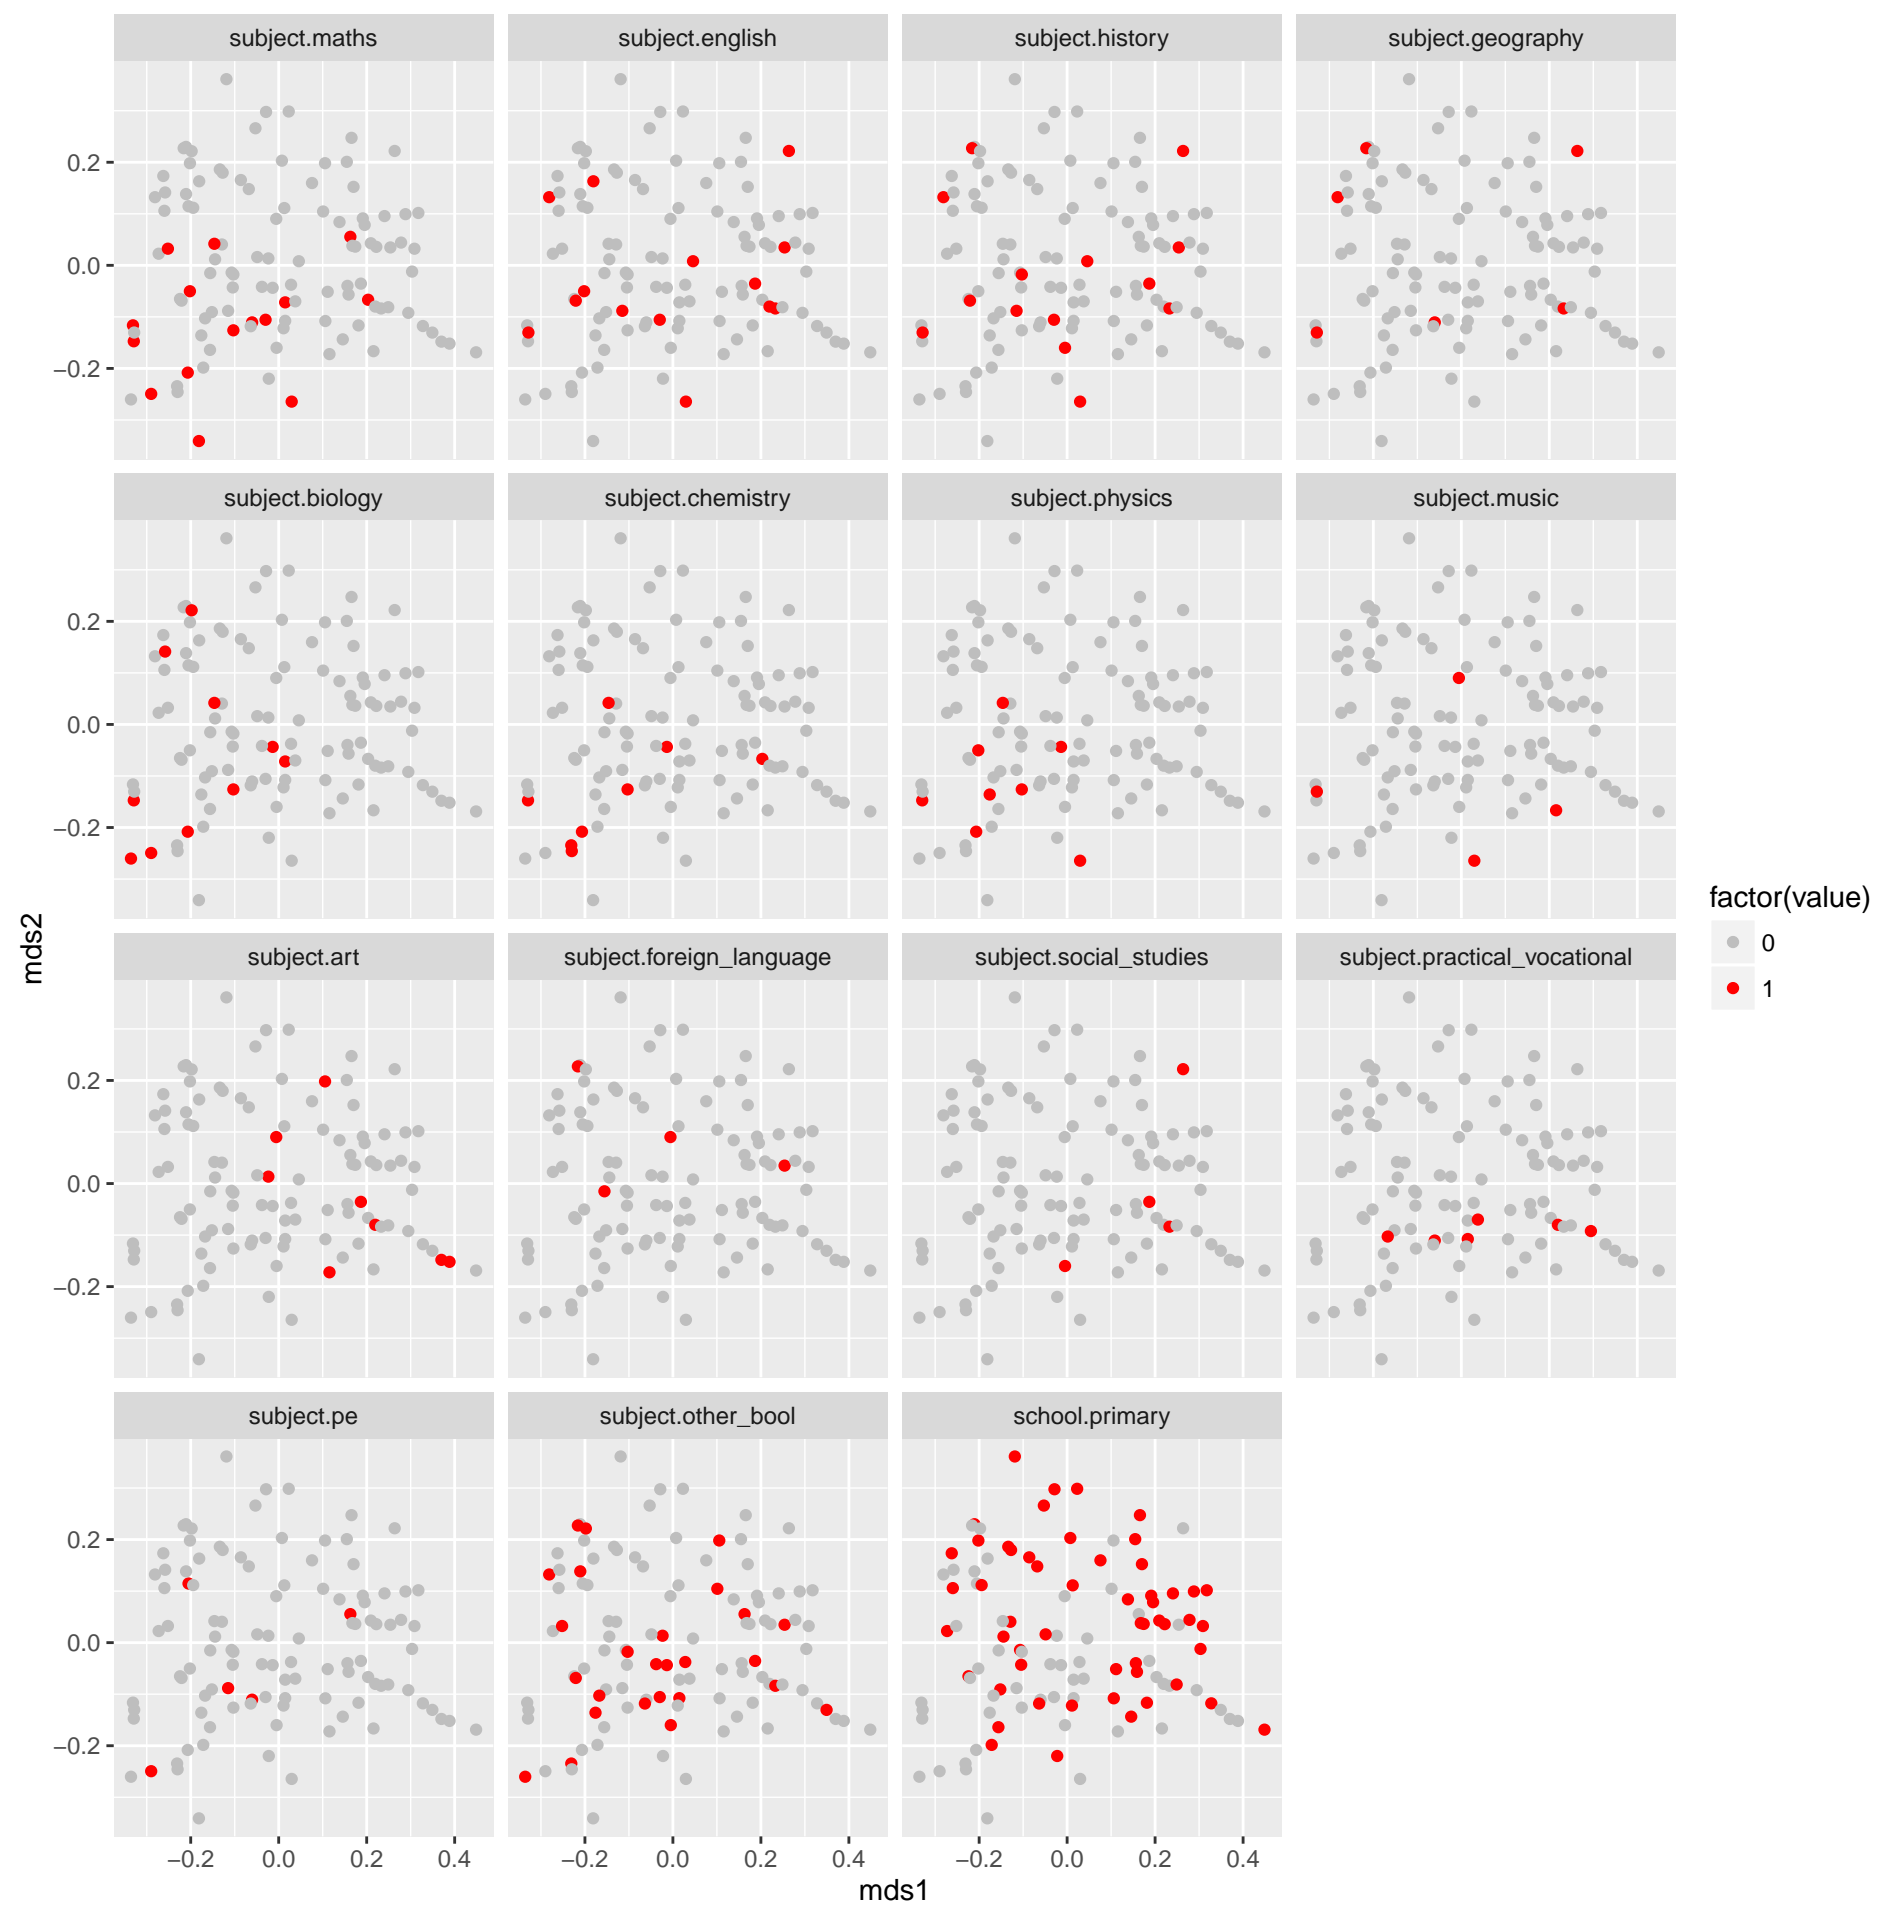 subject.maths subject.english subject.history subject.geography
0.2
0.0
−0.2
subject.biology subject.chemistry subject.physics subject.music
0.2
0.0
−0.2
subject.art subject.foreign_language subject.social_studies subject.practical_vocational
0.2
0.0
−0.2
subject.pe subject.other_bool school.primary
0.2
0.0
−0.2
−0.2 0.0 0.2 0.4 −0.2 0.0 0.2 0.4 −0.2 0.0 0.2 0.4
mds1
mds2
factor(value)
0
1